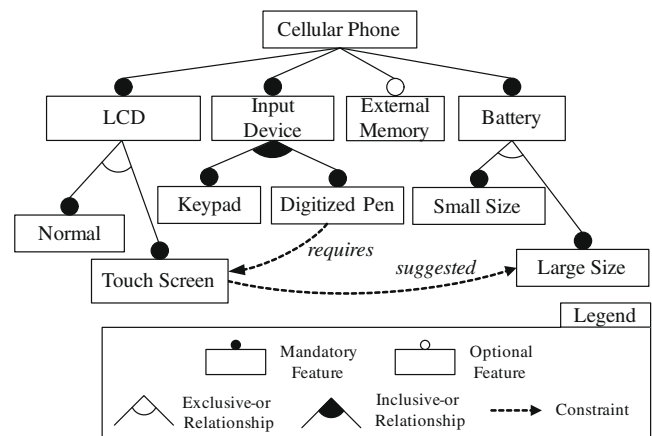 Cellular Phone
LCD
Input
Device
External
Memory
Battery
Keypad
Digitized Pen
Small Size
Normal
requires
suggested
Touch Screen
Large Size
Legend
Mandatory
Feature
Optional
Feature
Exclusive-or
Relationship
Inclusive-or
Relationship
Constraint